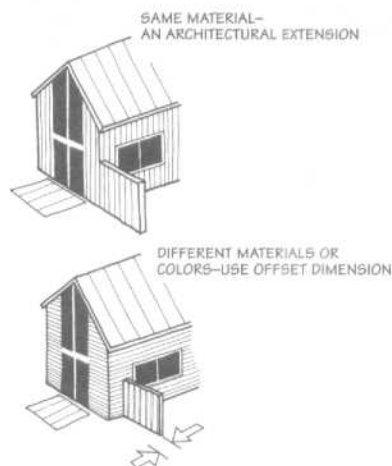 SAME MATERIAL–
AN ARCHITECTURAL EXTENSION
DIFFERENT MATERIALS OR
COLORS–USE OFFSET DIMENSION